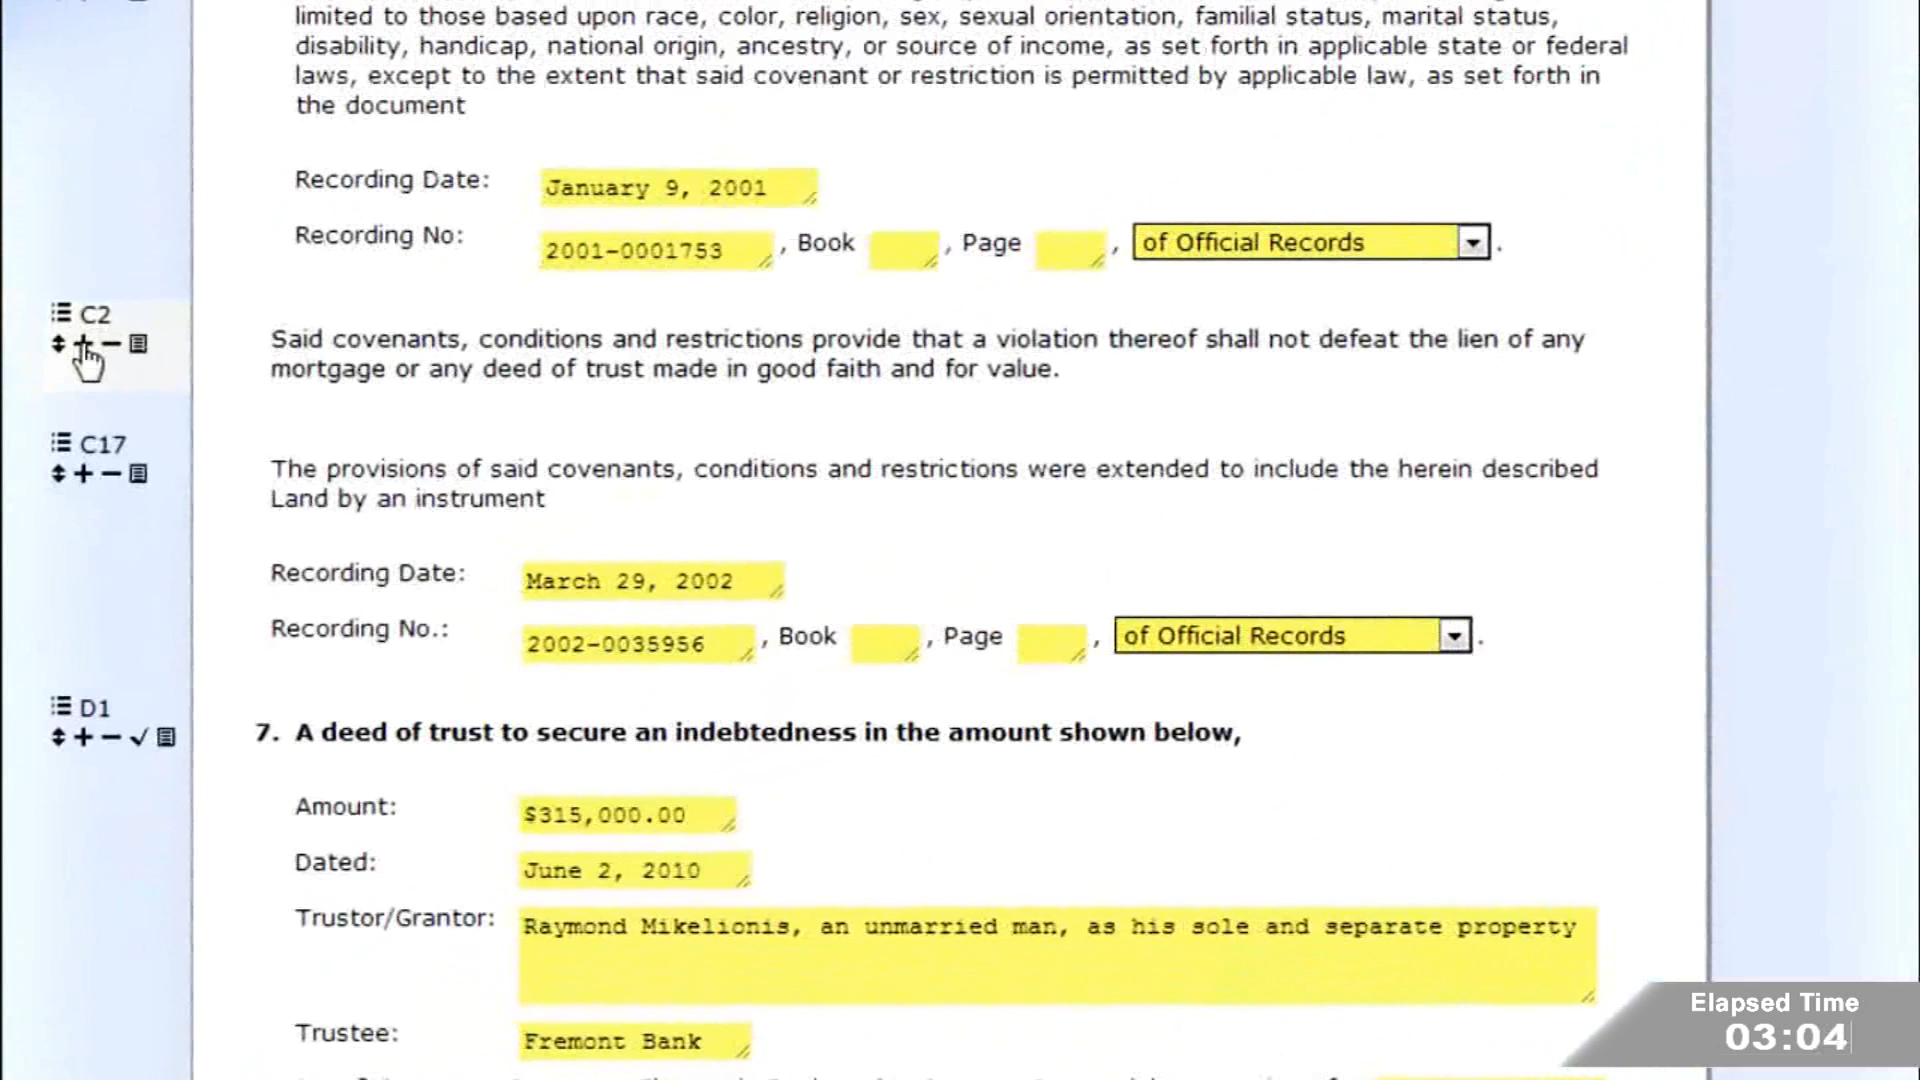 limited to those based upon race, color, religion, sex, sexual orientation, familial status, marital status,
disability, handicap, national origin, ancestry, or source of income, as set forth in applicable state or federal
laws, except to the extent that said covenant or restriction is permitted by applicable law, as set forth in
the document
Recording Date: January 9, 2001
Recording No: 2001-0001753 , Book , Page , of Official Records .
C2
Said covenants, conditions and restrictions provide that a violation thereof shall not defeat the lien of any
mortgage or any deed of trust made in good faith and for value.
C17
The provisions of said covenants, conditions and restrictions were extended to include the herein described
Land by an instrument
Recording Date: March 29, 2002
Recording No.: 2002-0035956 , Book , Page , of Official Records .
D1
7. A deed of trust to secure an indebtedness in the amount shown below,
Amount: $315,000.00
Dated: June 2, 2010
Trustor/Grantor: Raymond Mikelionis, an unmarried man, as his sole and separate property
Trustee: Fremont Bank
Elapsed Time
03:04